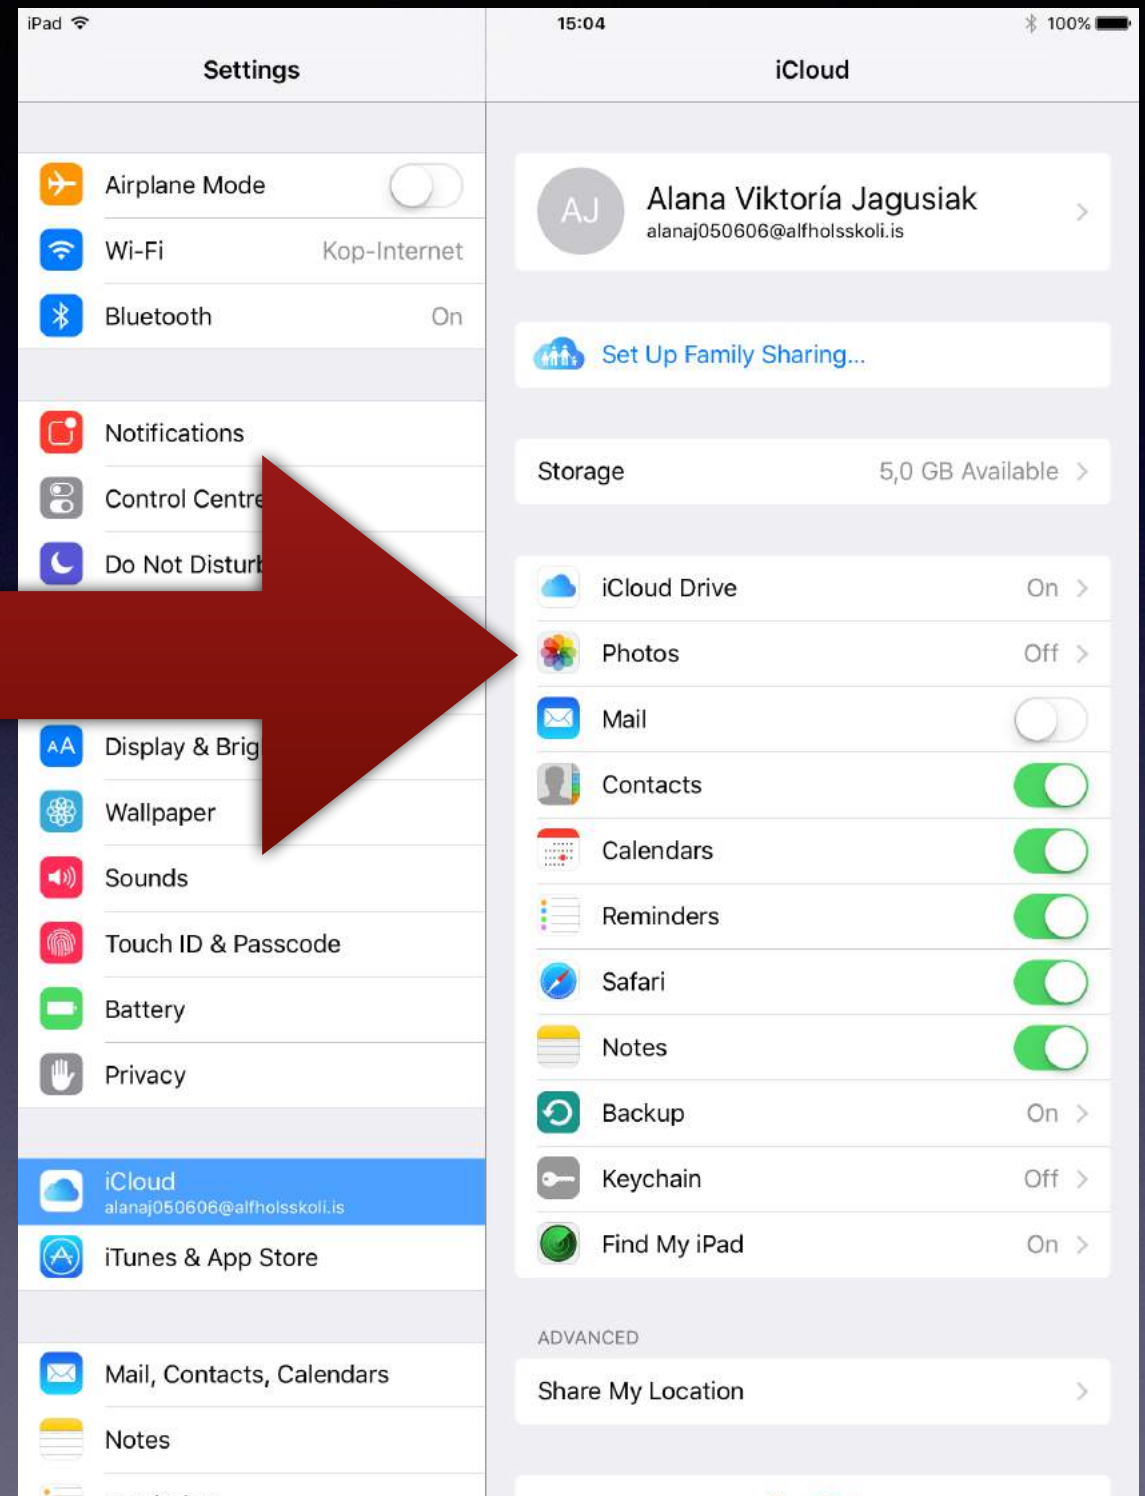 iPad
15:04
100%
Settings
iCloud
Airplane Mode
Wi-Fi
Kop-Internet
Bluetooth
On
Notifications
Control Centre
Do Not Disturb
Display & Brig
Wallpaper
Sounds
Touch ID & Passcode
Battery
Privacy
iCloud
alanaj050606@alfholsskoli.is
iTunes & App Store
Mail, Contacts, Calendars
Notes
AJ
Alana Viktoría Jagusiak
alanaj050606@alfholsskoli.is
Set Up Family Sharing...
Storage
5,0 GB Available
iCloud Drive
On
Photos
Off
Mail
Contacts
Calendars
Reminders
Safari
Notes
Backup
On
Keychain
Off
Find My iPad
On
ADVANCED
Share My Location